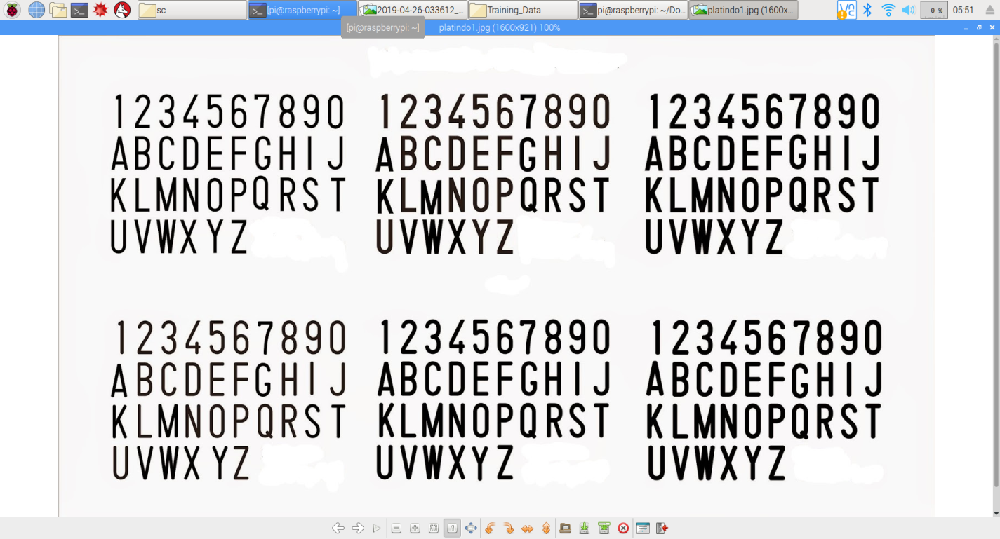 sc
[pi@raspberrypi: ~]
2019-04-26-033612_...
Training_Data
pi@raspberrypi: ~/Do...
platindo1.jpg (1600x...
0 %
05:51
[pi@raspberrypi: ~]
platindo1.jpg (1600x921) 100%
1234567890
ABCDEFGHIJ
KLMNOPQRST
UVWXYZ
1234567890
ABCDEFGHIJ
KLMNOPQRST
UVWXYZ
1234567890
ABCDEFGHIJ
KLMNOPQRST
UVWXYZ
1234567890
ABCDEFGHIJ
KLMNOPQRST
UVWXYZ
1234567890
ABCDEFGHIJ
KLMNOPQRST
UVWXYZ
1234567890
ABCDEFGHIJ
KLMNOPQRST
UVWXYZ